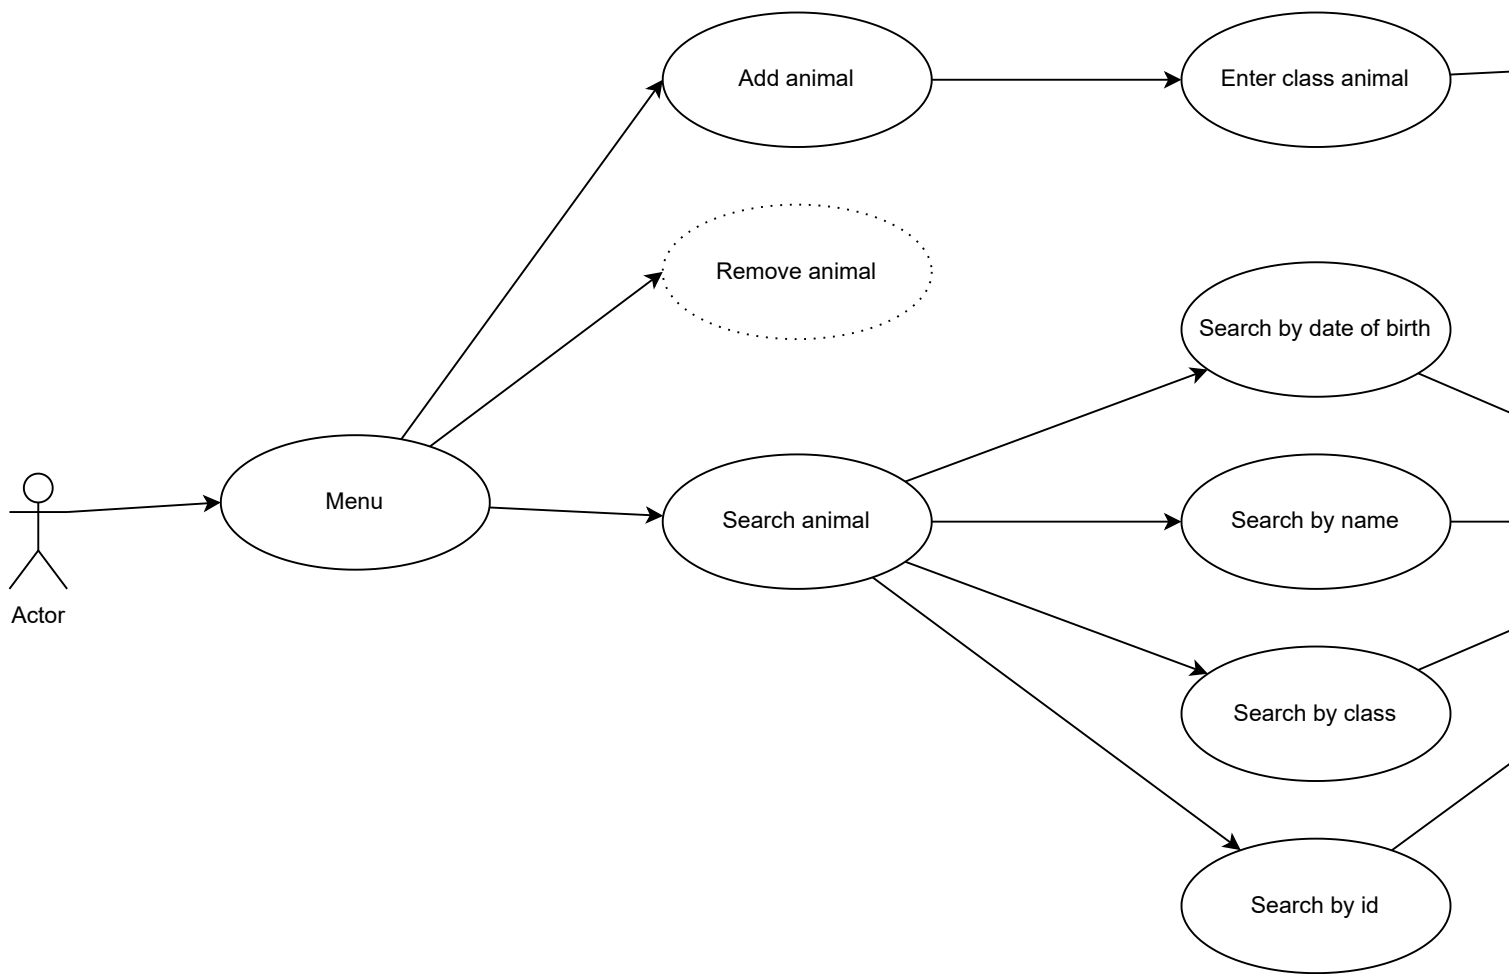 Add animal
Enter class animal
Remove animal
Search by date of birth
Menu
Search animal
Search by name
Actor
Search by class
Search by id